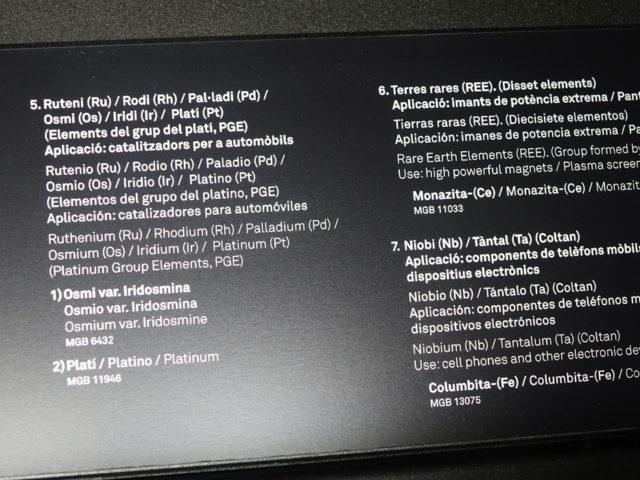 5. Ruteni (Ru) / Rodi (Rh) / Pal·ladi (Pd) /
Osmi (Os) / Iridi (Ir) / Platí (Pt)
(Elements del grup del platí, PGE)
Aplicació: catalitzadors per a automòbils
Rutenio (Ru) / Rodio (Rh) / Paladio (Pd) /
Osmio (Os) / Iridio (Ir) / Platino (Pt)
(Elementos del grupo del platino, PGE)
Aplicación: catalizadores para automóviles
Ruthenium (Ru) / Rhodium (Rh) / Palladium (Pd) /
Osmium (Os) / Iridium (Ir) / Platinum (Pt)
(Platinum Group Elements, PGE)
1) Osmi var. Iridosmina
Osmio var. Iridosmina
Osmium var. Iridosmine
MGB 6432
2) Platí / Platino / Platinum
MGB 11946
6. Terres rares (REE). (Disset elements)
Aplicació: imants de potència extrema / Pant
Tierras raras (REE). (Diecisiete elementos)
Aplicación: imanes de potencia extrema / Pa
Rare Earth Elements (REE). (Group formed by
Use: high powerful magnets / Plasma screen
Monazita-(Ce) / Monazita-(Ce) / Monazit
MGB 11033
7. Niobi (Nb) / Tàntal (Ta) (Coltan)
Aplicació: components de telèfons mòbils
dispositius electrònics
Niobio (Nb) / Tántalo (Ta) (Coltan)
Aplicación: componentes de teléfonos m
dispositivos electrónicos
Niobium (Nb) / Tantalum (Ta) (Coltan)
Use: cell phones and other electronic dev
Columbita-(Fe) / Columbita-(Fe) / Co
MGB 13075